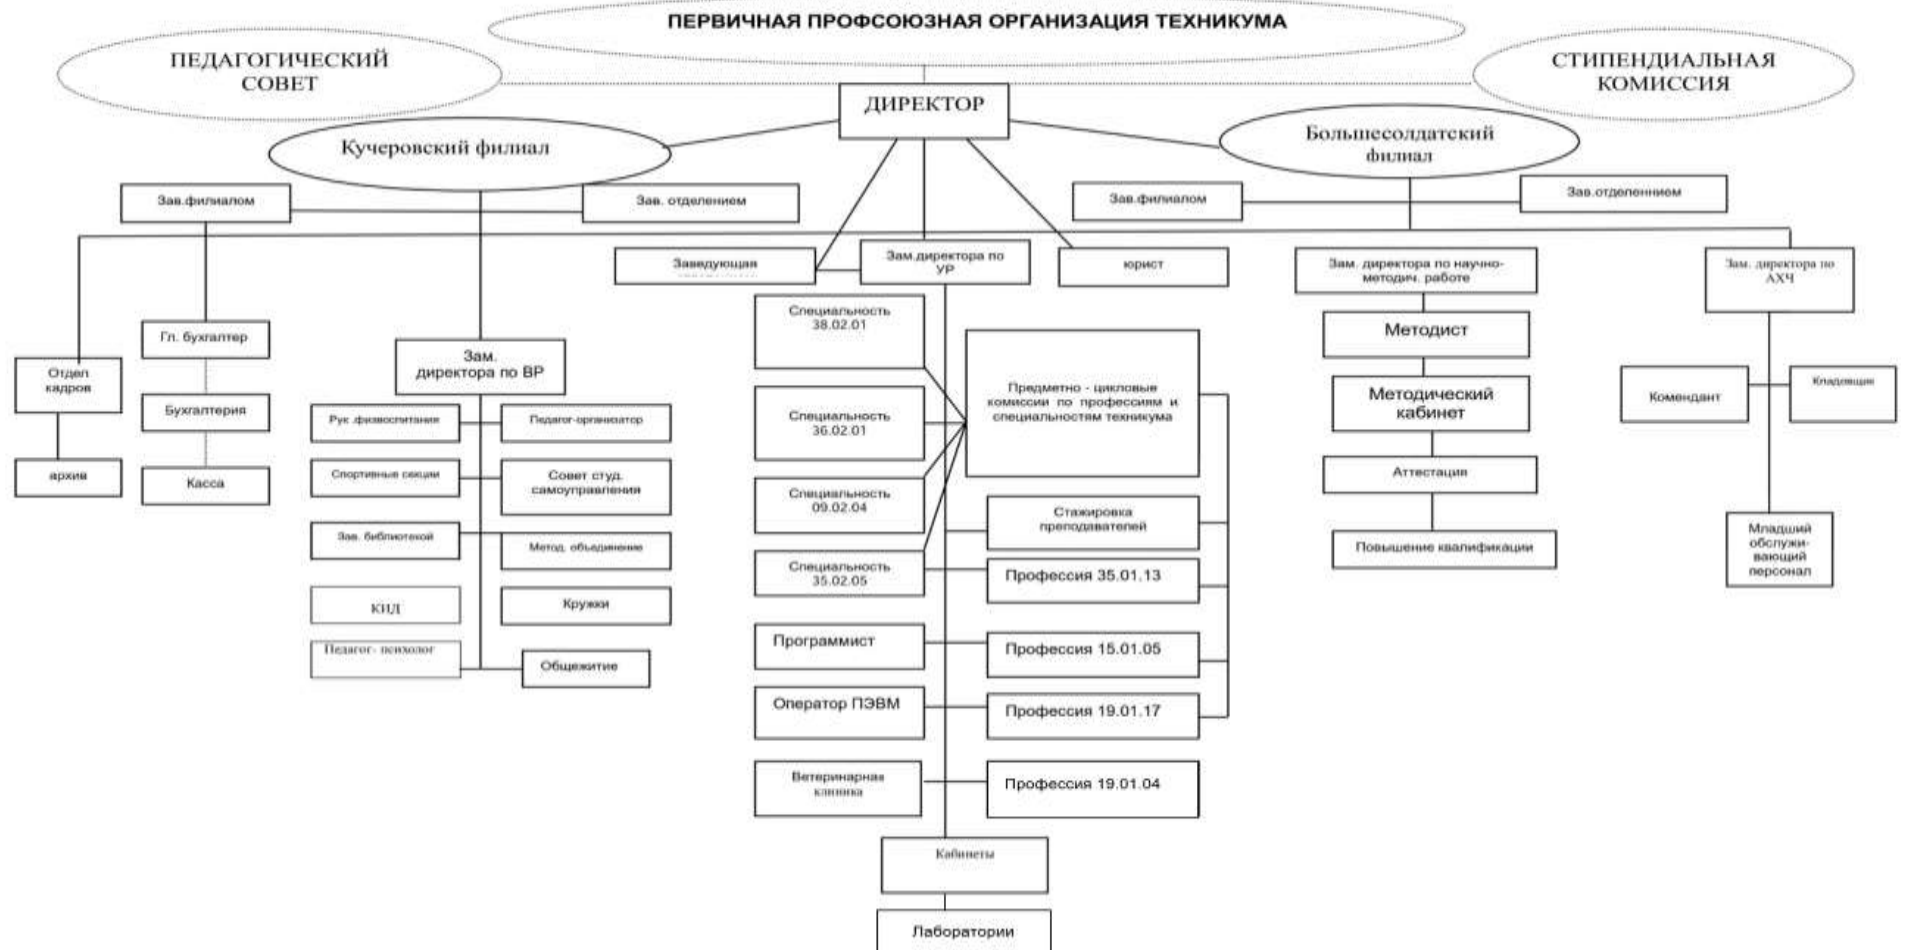 ПЕРВИЧНАЯ ПРОФСОЮЗНАЯ ОРГАНИЗАЦИЯ ТЕХНИКУМА
ПЕДАГОГИЧЕСКИЙ
СОВЕТ
СТИПЕНДИАЛЬНАЯ
КОМИССИЯ
ДИРЕКТОР
Кучеровский филиал
Большесолдатский
филиал
Зав.филиалом
Зав. отделением
Зав.филиалом
Зав.отделеннием
Заведующая
Зам.директора по
УР
юрист
Зам. директора по научно-
методич. работе
Зам. директора по
АХЧ
Гл. бухгалтер
Бухгалтерия
Касса
Отдел
кадров
архив
Зам.
директора по ВР
Рук .физвоспитания
Педагог-организатор
Спортивные секции
Совет студ.
самоуправления
Зав. библиотекой
Метод. объединение
КИД
Кружки
Педагог- психолог
Общежитие
Специальность
38.02.01
Специальность
36.02.01
Специальность
09.02.04
Специальность
35.02.05
Программист
Оператор ПЭВМ
Ветеринарная
клиника
Предметно - цикловые
комиссии по профессиям и
специальностям техникума
Стажировка
преподавателей
Профессия 35.01.13
Профессия 15.01.05
Профессия 19.01.17
Профессия 19.01.04
Кабинеты
Лаборатории
Методист
Методический
кабинет
Аттестация
Повышение квалификации
Комендант
Кладовщик
Младший
обслужи-
вающий
персонал